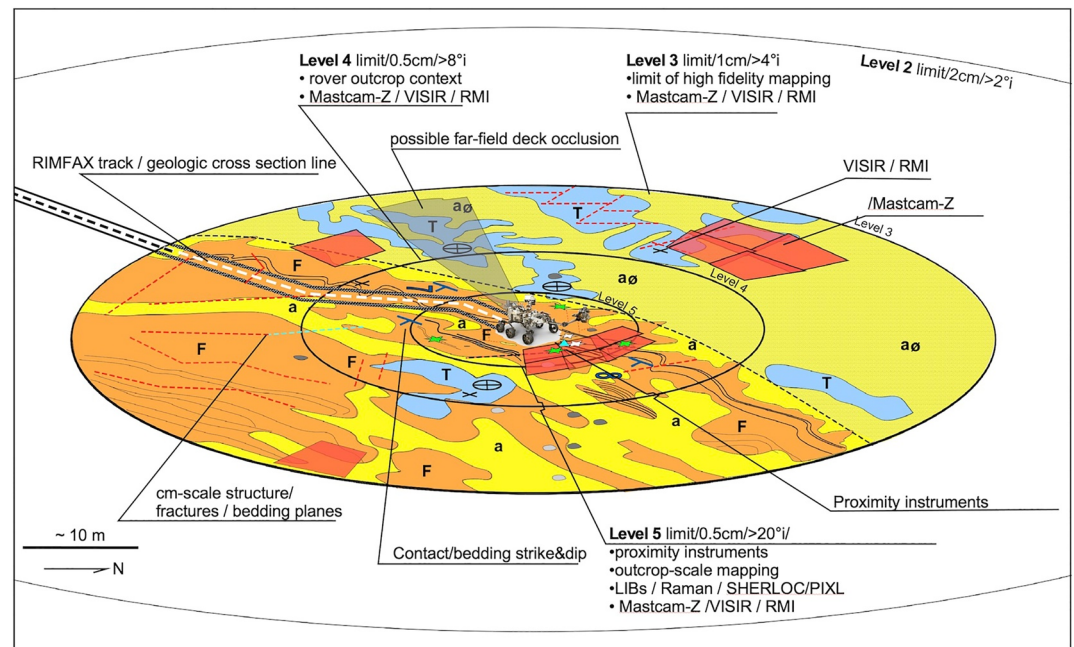 Level 4 limit/0.5cm/>8°i
• rover outcrop context
• Mastcam-Z / VISIR / RMI
Level 3 limit/1cm/>4°i
•limit of high fidelity mapping
• Mastcam-Z / VISIR / RMI
Level 2 limit/2cm/>2°i
possible far-field deck occlusion
RIMFAX track / geologic cross section line
VISIR / RMI
/Mastcam-Z
aø
T
T
Level 3
F
aø
Level 4
Level 5
a
a
F
a
aø
F
F
T
T
a
F
a
F
cm-scale structure/
fractures / bedding planes
Proximity instruments
~ 10 m
N
Contact/bedding strike&dip
Level 5 limit/0.5cm/>20°i/
•proximity instruments
•outcrop-scale mapping
•LIBs / Raman / SHERLOC/PIXL
• Mastcam-Z /VISIR / RMI